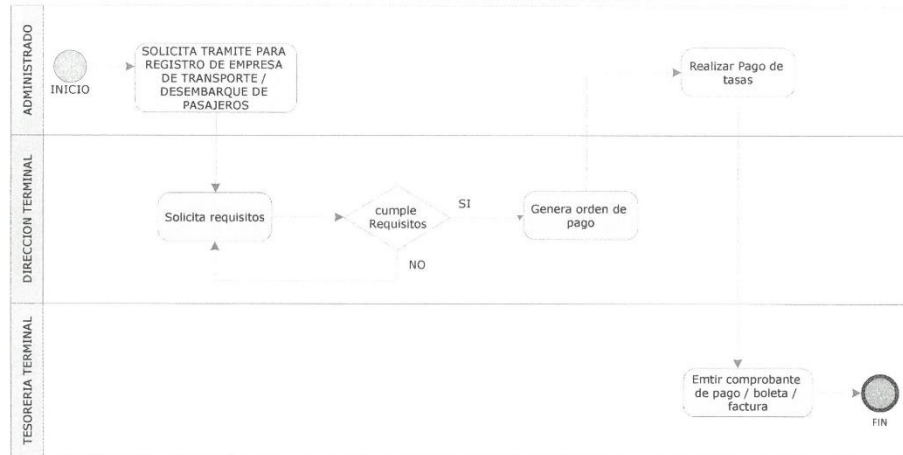 ADMINISTRADO
INICIO
SOLICITA TRAMITE PARA
REGISTRO DE EMPRESA
DE TRANSPORTE /
DESEMBARQUE DE
PASAJEROS
Realizar Pago de
tasas
DIRECCION TERMINAL
Solicita requisitos
cumple
Requisitos
SI
NO
Genera orden de
pago
TESORERIA TERMINAL
Emtir comprobante
de pago / boleta /
factura
FIN